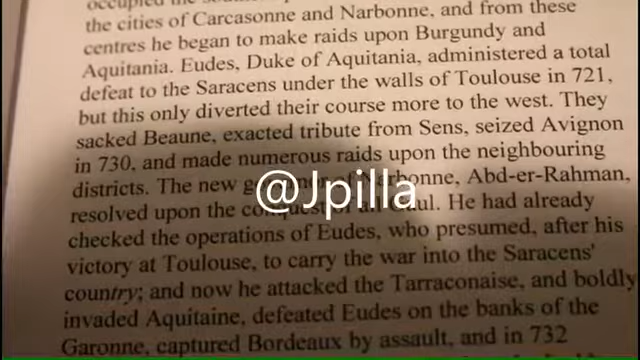 occupied the
the cities of Carcasonne and Narbonne, and from these
centres he began to make raids upon Burgundy and
Aquitania. Eudes, Duke of Aquitania, administered a total
defeat to the Saracens under the walls of Toulouse in 721,
but this only diverted their course more to the west. They
sacked Beaune, exacted tribute from Sens, seized Avignon
in 730, and made numerous raids upon the neighbouring
districts. The new governor of Narbonne, Abd-er-Rahman,
@Jpilla
resolved upon the conquest of all Gaul. He had already
checked the operations of Eudes, who presumed, after his
victory at Toulouse, to carry the war into the Saracens'
country; and now he attacked the Tarraconaise, and boldly
invaded Aquitaine, defeated Eudes on the banks of the
Garonne, captured Bordeaux by assault, and in 732